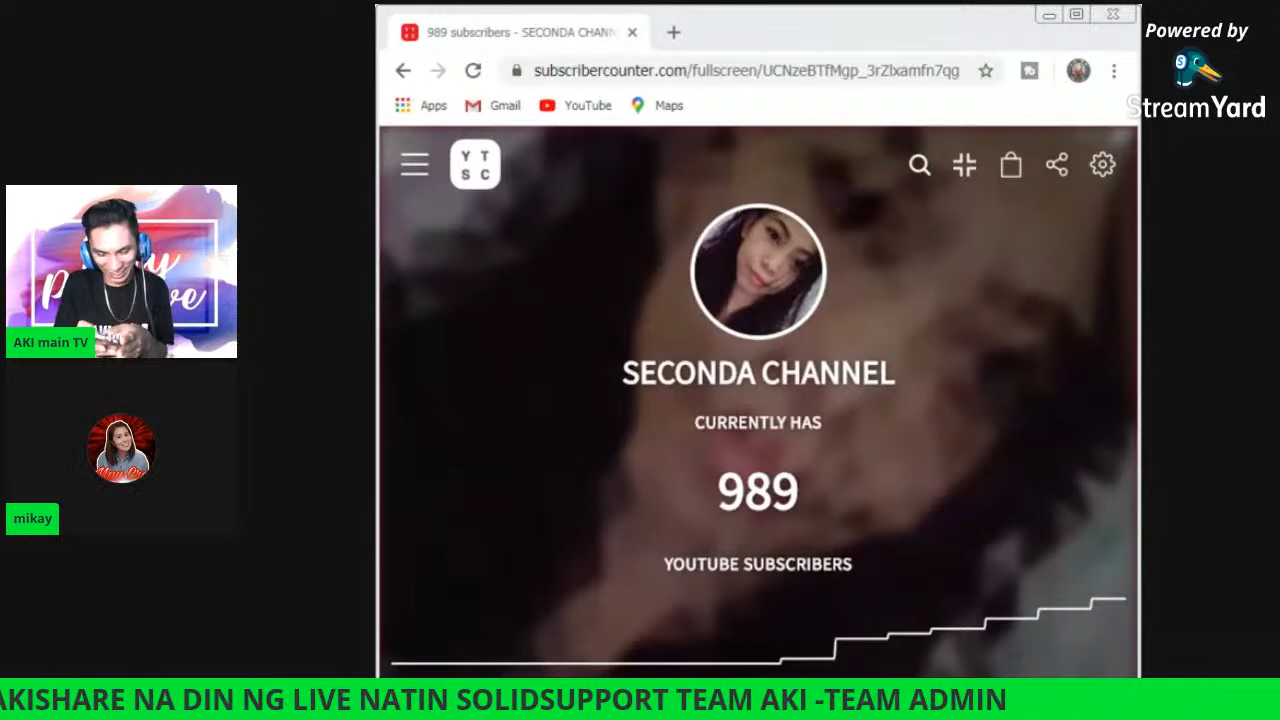 989 subscribers - SECONDA CHANN
subscribercounter.com/fullscreen/UCNzeBTfMgp_3rZlxamfn7qg
Apps Gmail YouTube Maps
Powered by
StreamYard
Y T
S C
SECONDA CHANNEL
CURRENTLY HAS
989
YOUTUBE SUBSCRIBERS
AKI main TV
mikay
AKISHARE NA DIN NG LIVE NATIN SOLIDSUPPORT TEAM AKI -TEAM ADMIN